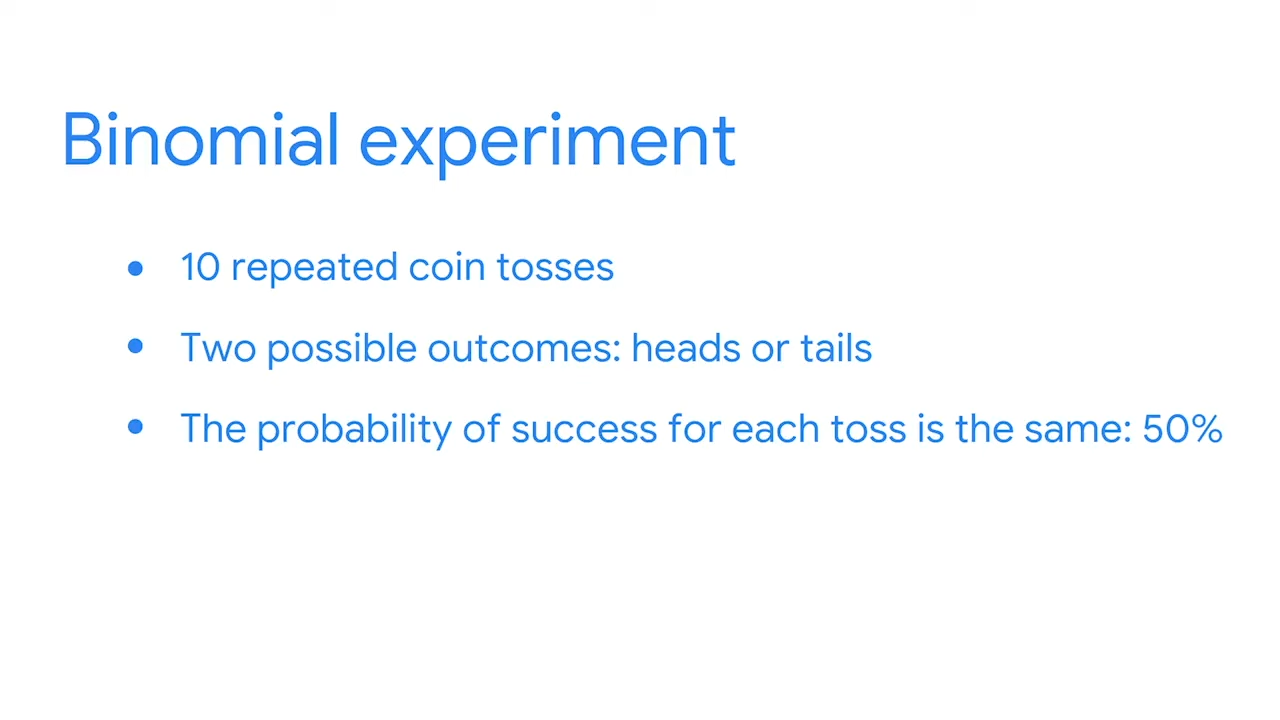 Binomial experiment
• 10 repeated coin tosses
• Two possible outcomes: heads or tails
• The probability of success for each toss is the same: 50%